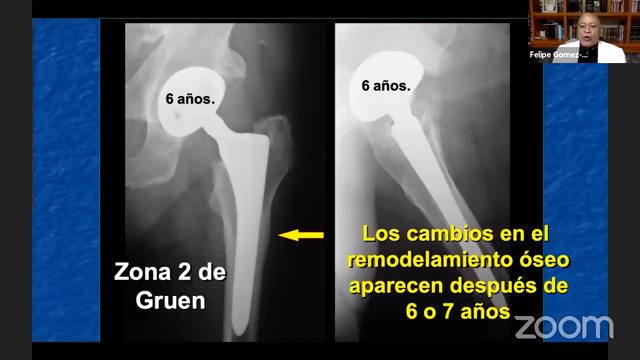 Felipe Gomez-...
6 años.
6 años.
Zona 2 de
Gruen
Los cambios en el
remodelamiento óseo
aparecen después de
6 o 7 años
zoom